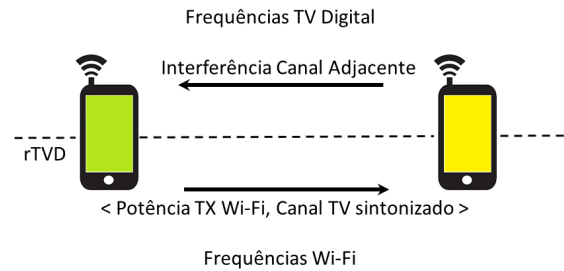 Frequências TV Digital
Interferência Canal Adjacente
rTVD
< Potência TX Wi-Fi, Canal TV sintonizado >
Frequências Wi-Fi